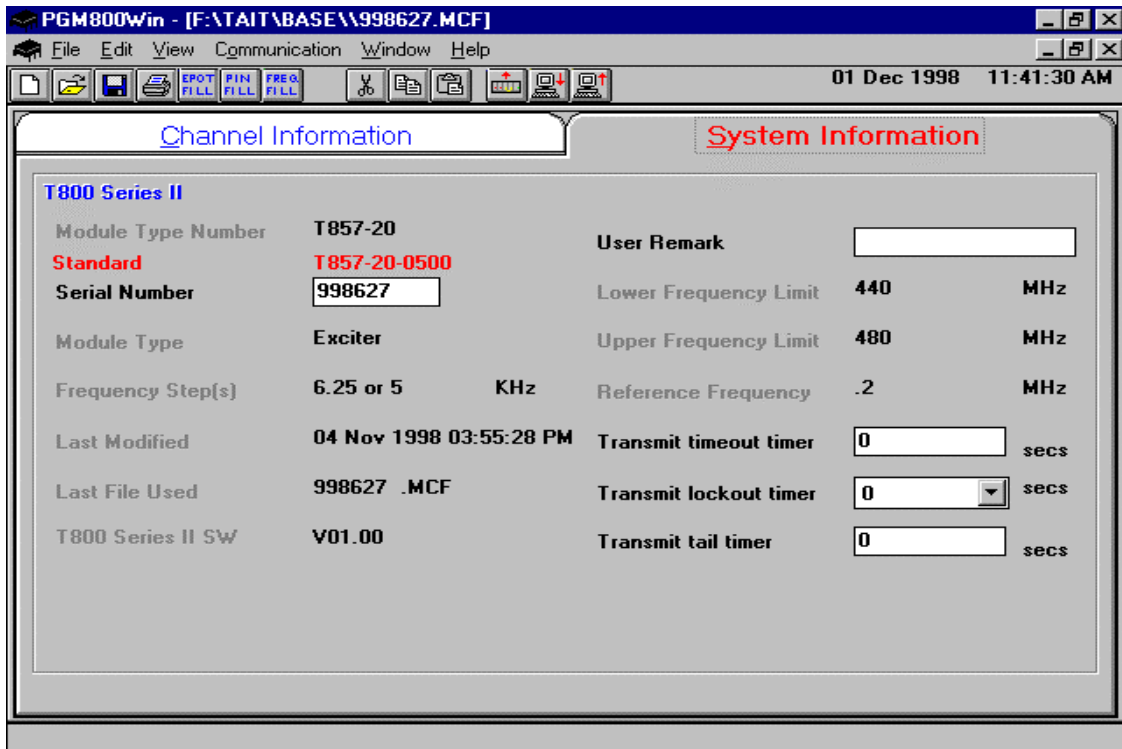 PGM800Win - [F:\TAIT\BASE\\998627.MCF]
File Edit View Communication Window Help
EPOT FILL PIN FILL FREQ. FILL 01 Dec 1998 11:41:30 AM
Channel Information System Information
T800 Series II
Module Type Number T857-20
Standard T857-20-0500
Serial Number 998627
Module Type Exciter
Frequency Step(s) 6.25 or 5 KHz
Last Modified 04 Nov 1998 03:55:28 PM
Last File Used 998627 .MCF
T800 Series II SW V01.00
User Remark
Lower Frequency Limit 440 MHz
Upper Frequency Limit 480 MHz
Reference Frequency .2 MHz
Transmit timeout timer 0 secs
Transmit lockout timer 0 secs
Transmit tail timer 0 secs